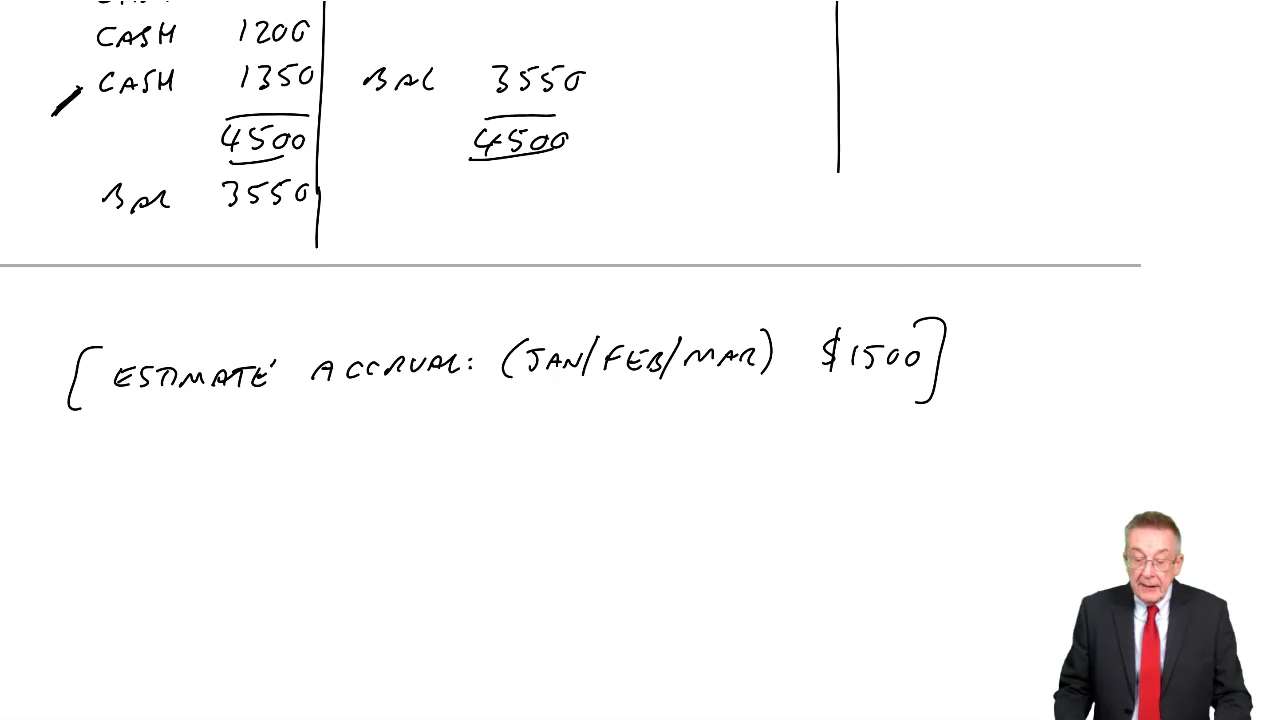 CASH 1200
CASH 1350 BAL 3550
4500 4500
BAL 3550
[ESTIMATE ACCRUAL: (JAN/FEB/MAR) $1500]